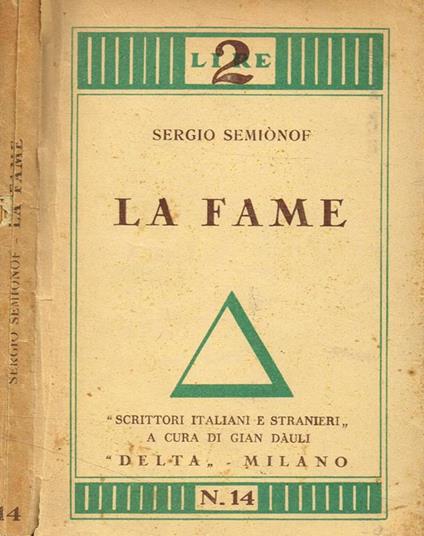 LIRE 2
SERGIO SEMIÒNOF
LA FAME
"SCRITTORI ITALIANI E STRANIERI„
A CURA DI GIAN DÀULI
"DELTA„ - MILANO
N. 14
SERGIO SEMIÒNOF - LA FAME
14